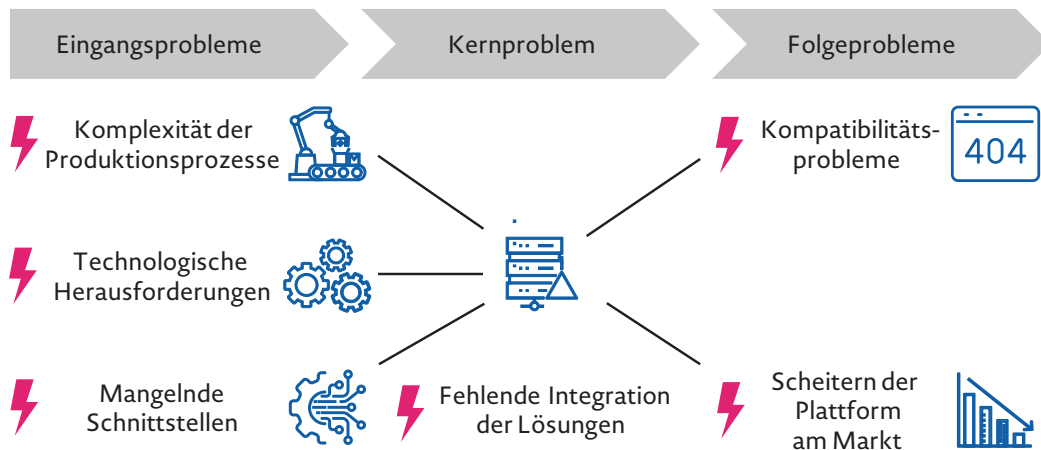 Eingangsprobleme
Kernproblem
Folgeprobleme
Komplexität der
Produktionsprozesse
Technologische
Herausforderungen
Mangelnde
Schnittstellen
Fehlende Integration
der Lösungen
Kompatibilitäts-
probleme
404
Scheitern der
Plattform
am Markt